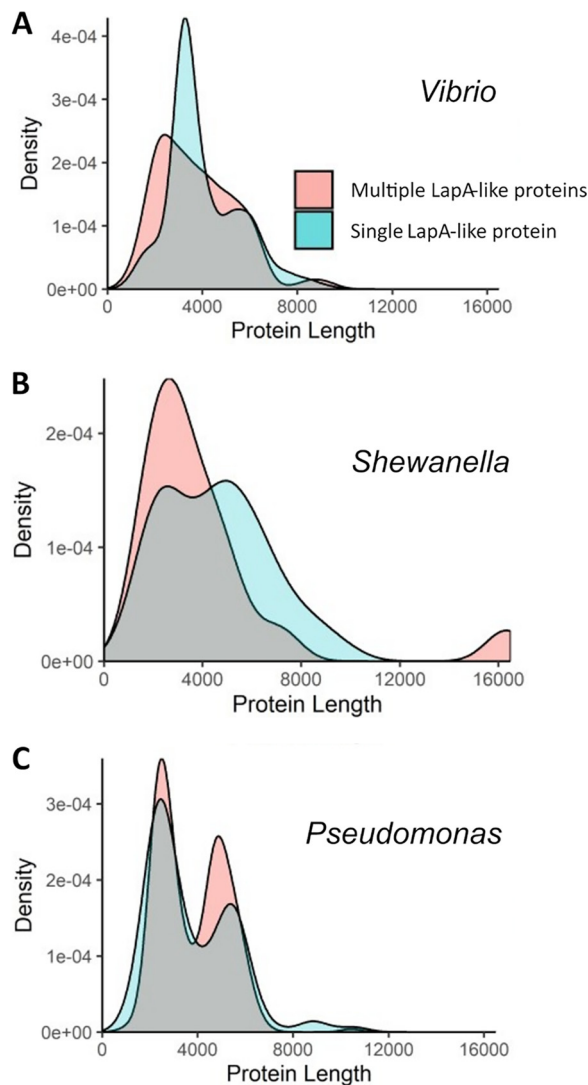 A
Vibrio
4e-04
3e-04
2e-04
1e-04
0e+00
Density
Multiple LapA-like proteins
Single LapA-like protein
0 4000 8000 12000 16000
Protein Length
B
Shewanella
2e-04
1e-04
0e+00
Density
0 4000 8000 12000 16000
Protein Length
C
Pseudomonas
3e-04
2e-04
1e-04
0e+00
Density
0 4000 8000 12000 16000
Protein Length